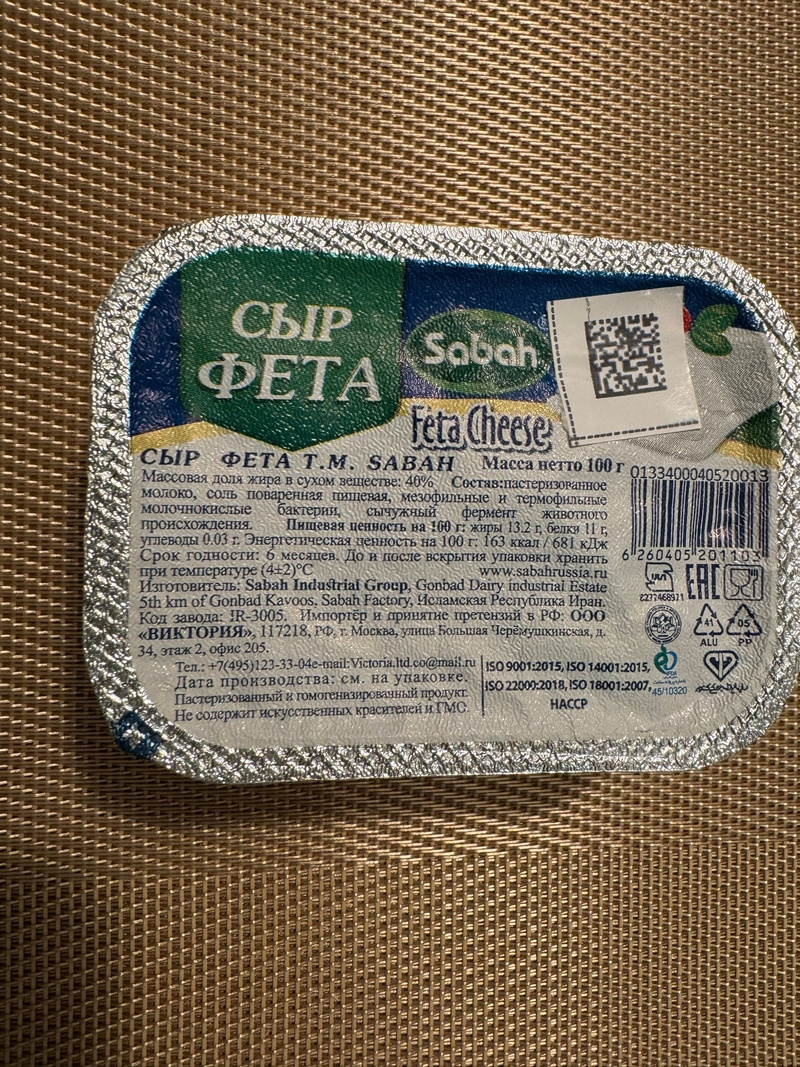 СЫР
ФЕТА
Sabah
Feta Cheese
СЫР ФЕТА Т.М. SABAH Масса нетто 100 г
Массовая доля жира в сухом веществе: 40% Состав:пастеризованное
молоко, соль поваренная пищевая, мезофильные и термофильные
молочнокислые бактерии, сычужный фермент животного
происхождения. Пищевая ценность на 100 г: жиры 13.2 г, белки 11 г,
углеводы 0.03 г. Энергетическая ценность на 100 г: 163 ккал / 681 кДж
Срок годности: 6 месяцев. До и после вскрытия упаковки хранить
при температуре (4±2)°С www.sabahrussia.ru
Изготовитель: Sabah Industrial Group, Gonbad Dairy industrial Estate
5th km of Gonbad Kavoos, Sabah Factory, Исламская Республика Иран.
Код завода: IR-3005. Импортёр и принятие претензий в РФ: ООО
«ВИКТОРИЯ», 117218, РФ, г. Москва, улица Большая Черёмушкинская, д.
34, этаж 2, офис 205.
Тел.: +7(495)123-33-04e-mail:Victoria.ltd.co@mail.ru
Дата производства: см. на упаковке.
Пастеризованный и гомогенизированный продукт.
Не содержит искусственных красителей и ГМО.
ISO 9001:2015, ISO 14001:2015,
ISO 22000:2018, ISO 18001:2007,
HACCP
0133400040520013
6 260405 201103
EAC
41
ALU
05
PP
45/10320